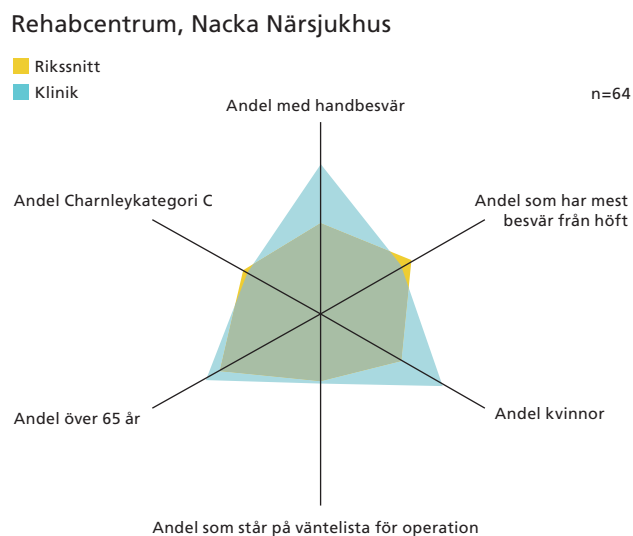 Rehabcentrum, Nacka Närsjukhus
Rikssnitt
Klinik
n=64
Andel med handbesvär
Andel Charnleykategori C
Andel som har mest
besvär från höft
Andel över 65 år
Andel kvinnor
Andel som står på väntelista för operation